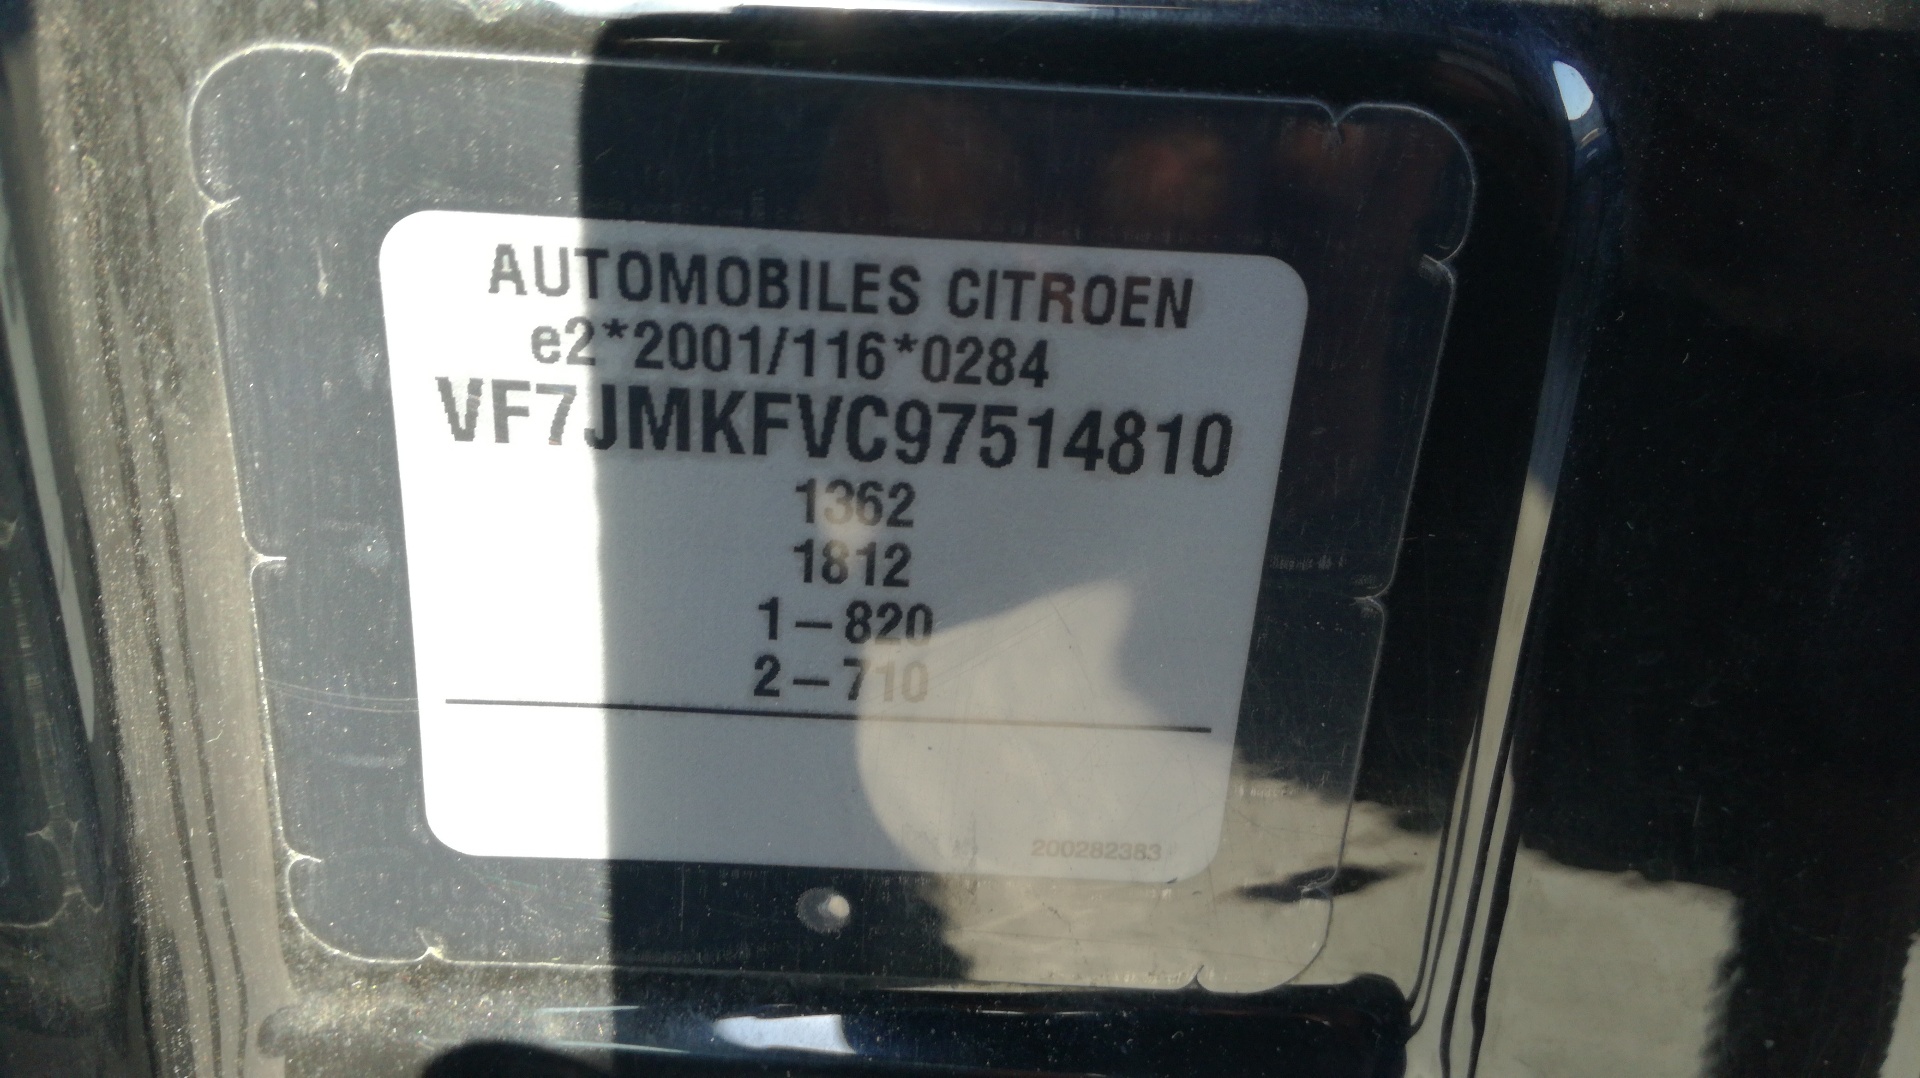 AUTOMOBILES CITROEN
e2*2001/116*0284
VF7JMKFVC97514810
1362
1812
1–820
2–710
200282383